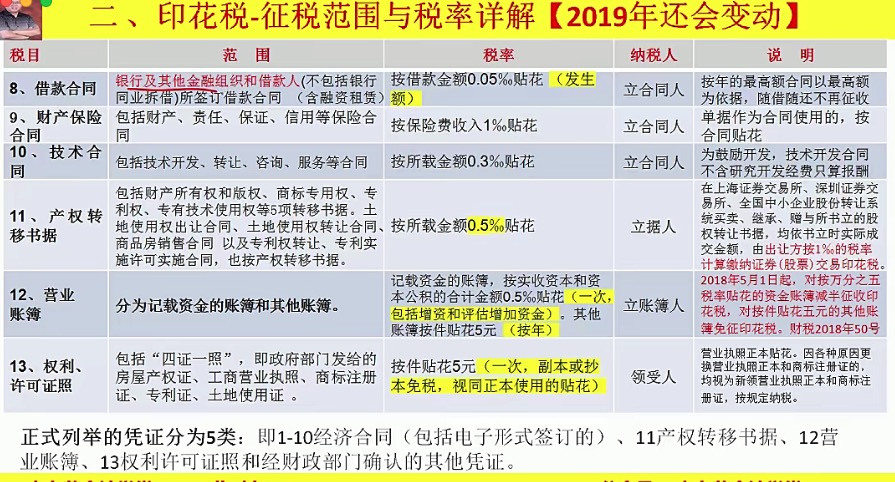 二、印花税-征税范围与税率详解【2019年还会变动】
税目 范 围 税率 纳税人 说 明
8、借款合同
银行及其他金融组织和借款人(不包括银行
同业拆借)所签订借款合同 (含融资租赁)
按借款金额0.05‰贴花 (发生
额)
立合同人
按年的最高额合同以最高额
为依据，随借随还不再征收
9、财产保险
合同
包括财产、责任、保证、信用等保险合
同
按保险费收入1‰贴花
立合同人
单据作为合同使用的，按
合同贴花
10、技术合
同
包括技术开发、转让、咨询、服务等合同
按所载金额0.3‰贴花
立合同人
为鼓励开发，技术开发合同
不含研究开发经费只算报酬
11、产权转
移书据
包括财产所有权和版权、商标专用权、专
利权、专有技术使用权等5项转移书据。土
地使用权出让合同、土地使用权转让合同、
商品房销售合同 以及专利权转让、专利实
施许可实施合同，也按产权转移书据。
按所载金额0.5‰贴花
立据人
在上海证券交易所、深圳证券交
易所、全国中小企业股份转让系
统买卖、继承、赠与所书立的股
权转让书据，均依书立时实际成
交金额，由出让方按1‰的税率
计算缴纳证券(股票)交易印花税。
12、营业
账簿
分为记载资金的账簿和其他账簿。
记载资金的账簿，按实收资本和资
本公积的合计金额0.5‰贴花（一次，
包括增资和评估增加资金）。其他
账簿按件贴花5元 （按年）
立账簿人
2018年5月1日起，对按万分之五
税率贴花的资金账簿减半征收印
花税，对按件贴花五元的其他账
簿免征印花税。财税2018年50号
13、权利、
许可证照
包括“四证一照”，即政府部门发给的
房屋产权证、工商营业执照、商标注册
证、专利证、土地使用证 。
按件贴花5元（一次，副本或抄
本免税，视同正本使用的贴花）
领受人
营业执照正本贴花。因各种原因更
换营业执照正本和商标注册证的，
均视为新领营业执照正本和商标注
册证，按规定纳税。
正式列举的凭证分为5类：即1-10经济合同（包括电子形式签订的）、11产权转移书据、12营
业账簿、13权利许可证照和经财政部门确认的其他凭证。